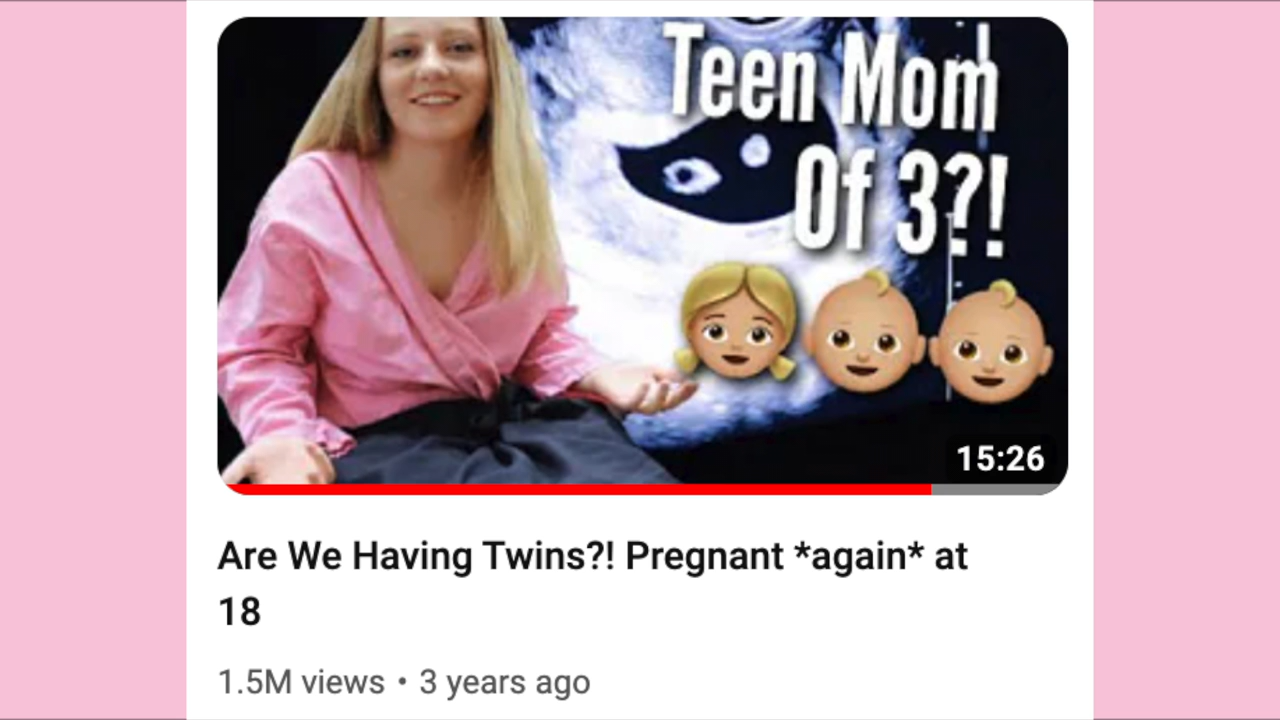 Teen Mom
Of 3?!
15:26
Are We Having Twins?! Pregnant *again* at
18
1.5M views • 3 years ago